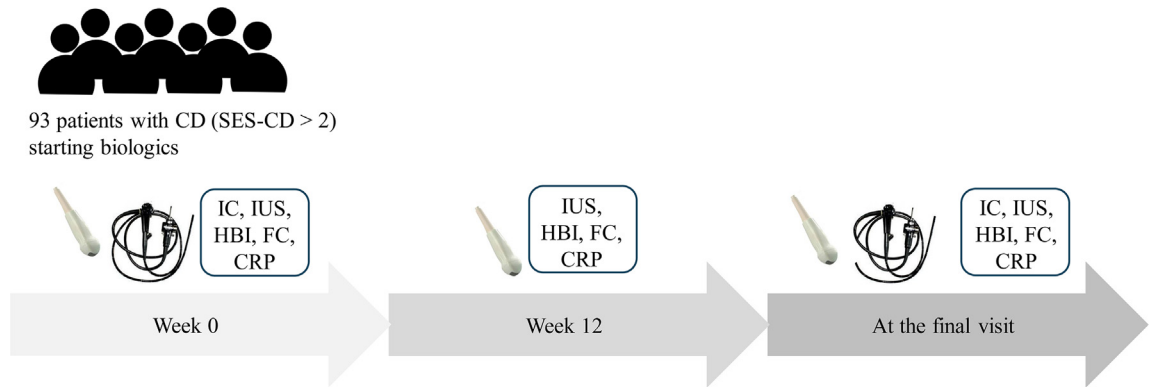 93 patients with CD (SES-CD > 2)
starting biologics
IC, IUS,
HBI, FC,
CRP
IUS,
HBI, FC,
CRP
IC, IUS,
HBI, FC,
CRP
Week 0
Week 12
At the final visit